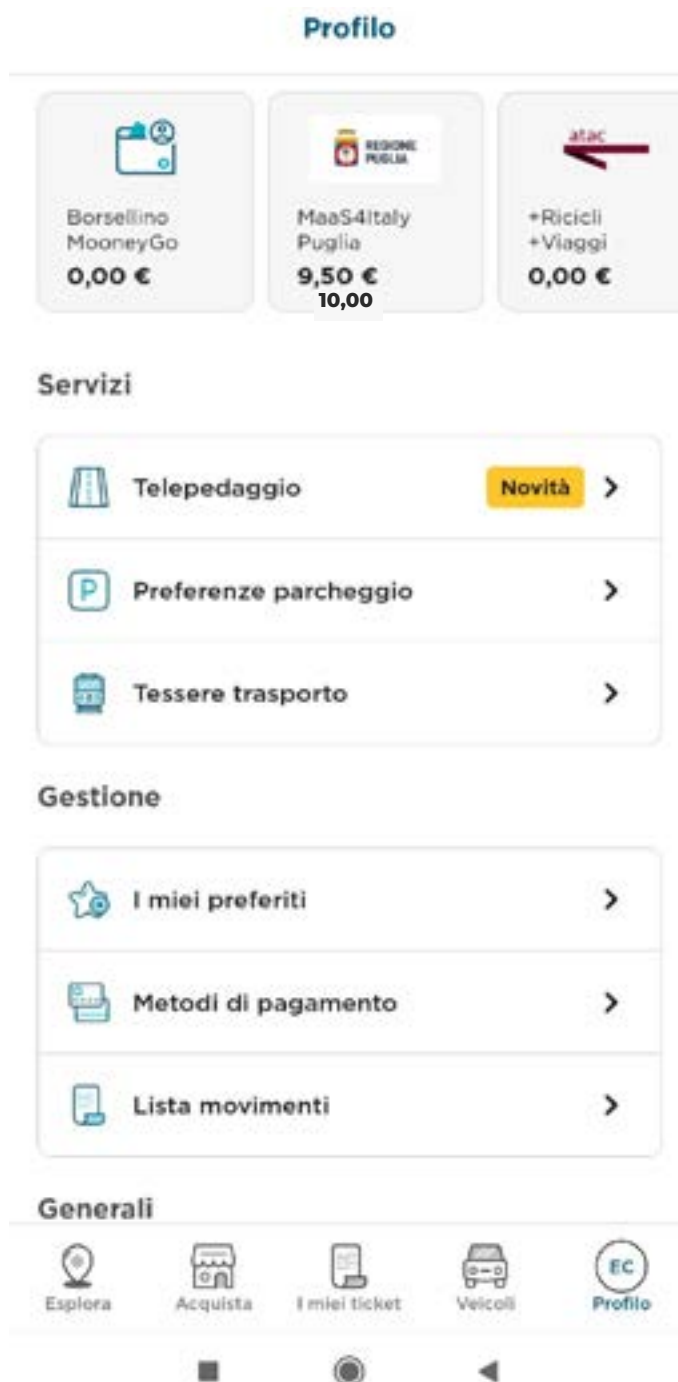 Profilo
atac
REGIONE
PUGLIA
Borsellino
MooneyGo
0,00 €
MaaS4Italy
Puglia
9,50 €
10,00
+Ricicli
+Viaggi
0,00 €
Servizi
Telepedaggio
Novità
P
Preferenze parcheggio
Tessere trasporto
Gestione
I miei preferiti
Metodi di pagamento
Lista movimenti
Generali
Esplora
Acquista
I miei ticket
Veicoli
EC
Profilo